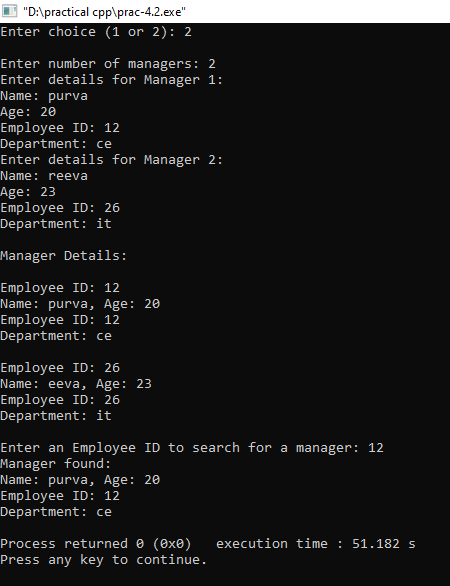 "D:\practical cpp\prac-4.2.exe"
Enter choice (1 or 2): 2
Enter number of managers: 2
Enter details for Manager 1:
Name: purva
Age: 20
Employee ID: 12
Department: ce
Enter details for Manager 2:
Name: reeva
Age: 23
Employee ID: 26
Department: it
Manager Details:
Employee ID: 12
Name: purva, Age: 20
Employee ID: 12
Department: ce
Employee ID: 26
Name: eeva, Age: 23
Employee ID: 26
Department: it
Enter an Employee ID to search for a manager: 12
Manager found:
Name: purva, Age: 20
Employee ID: 12
Department: ce
Process returned 0 (0x0)   execution time : 51.182 s
Press any key to continue.